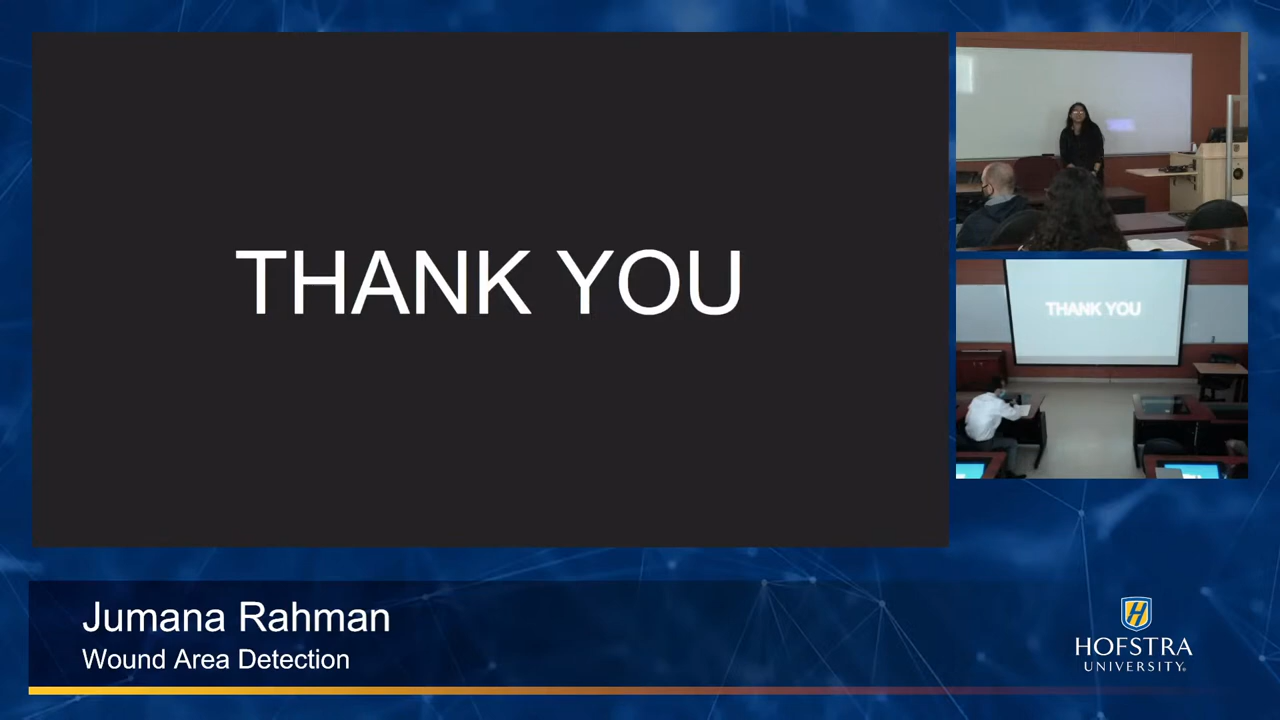 THANK YOU
THANK YOU
Jumana Rahman
Wound Area Detection
H
HOFSTRA
UNIVERSITY®